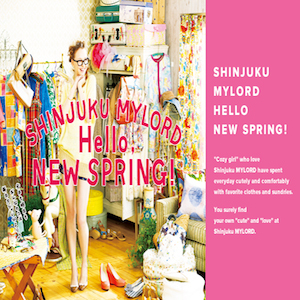 SHINJUKU MYLORD
Hello
NEW SPRING!
SHINJUKU
MYLORD
HELLO
NEW SPRING!
"Cozy girl" who love
Shinjuku MYLORD have spent
everyday cutely and comfortably
with favorite clothes and sundries.
You surely find
your own "cute" and "love" at
Shinjuku MYLORD.